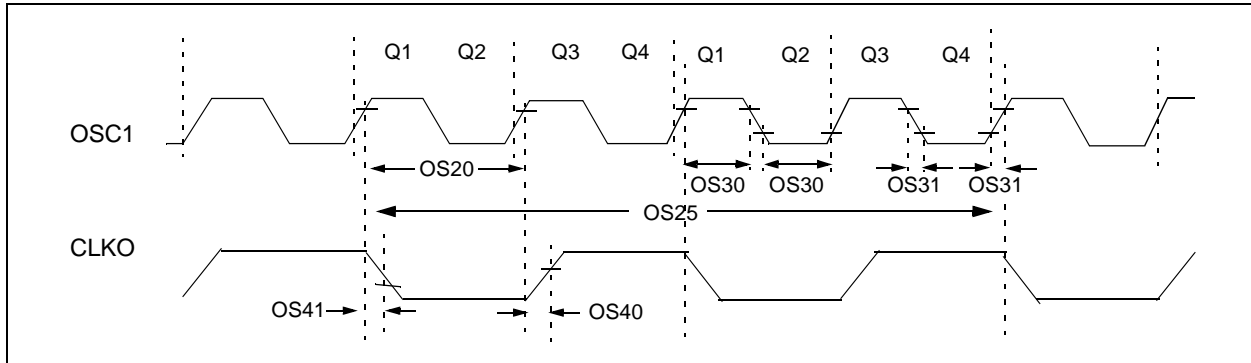 Q1 Q2 Q3 Q4 Q1 Q2 Q3 Q4
OSC1
OS20
OS30 OS30 OS31 OS31
OS25
CLKO
OS41 OS40